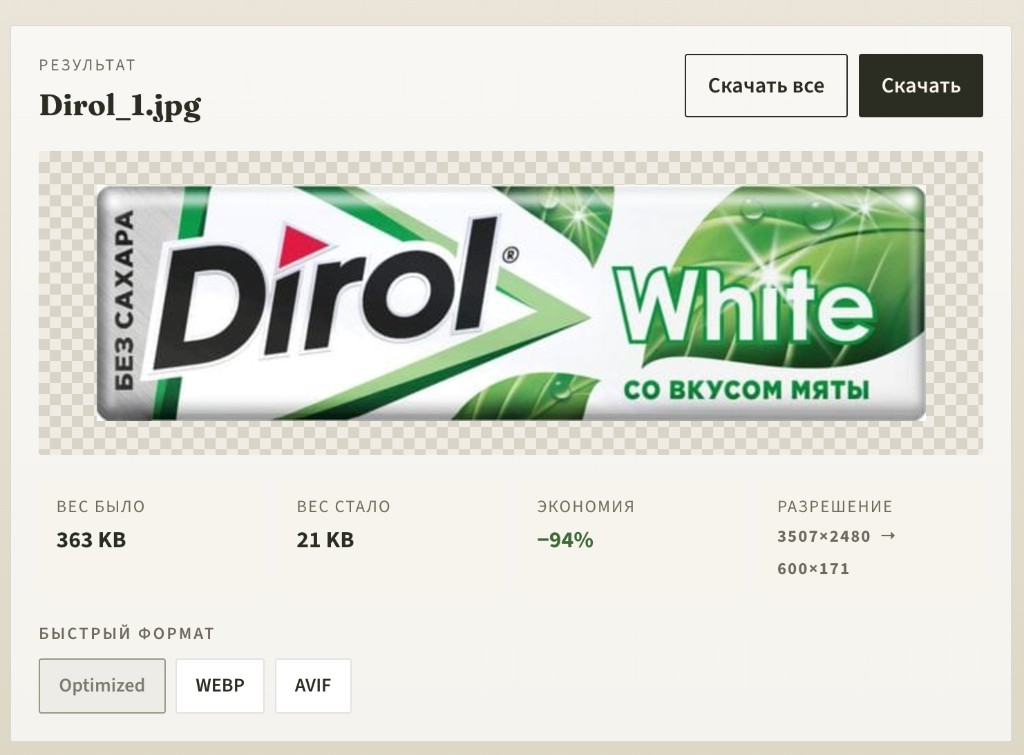 РЕЗУЛЬТАТ
Dirol_1.jpg
Скачать все
Скачать
БЕЗ САХАРА
Dirol®
White
СО ВКУСОМ МЯТЫ
ВЕС БЫЛО
363 KB
ВЕС СТАЛО
21 KB
ЭКОНОМИЯ
−94%
РАЗРЕШЕНИЕ
3507×2480 →
600×171
БЫСТРЫЙ ФОРМАТ
Optimized
WEBP
AVIF